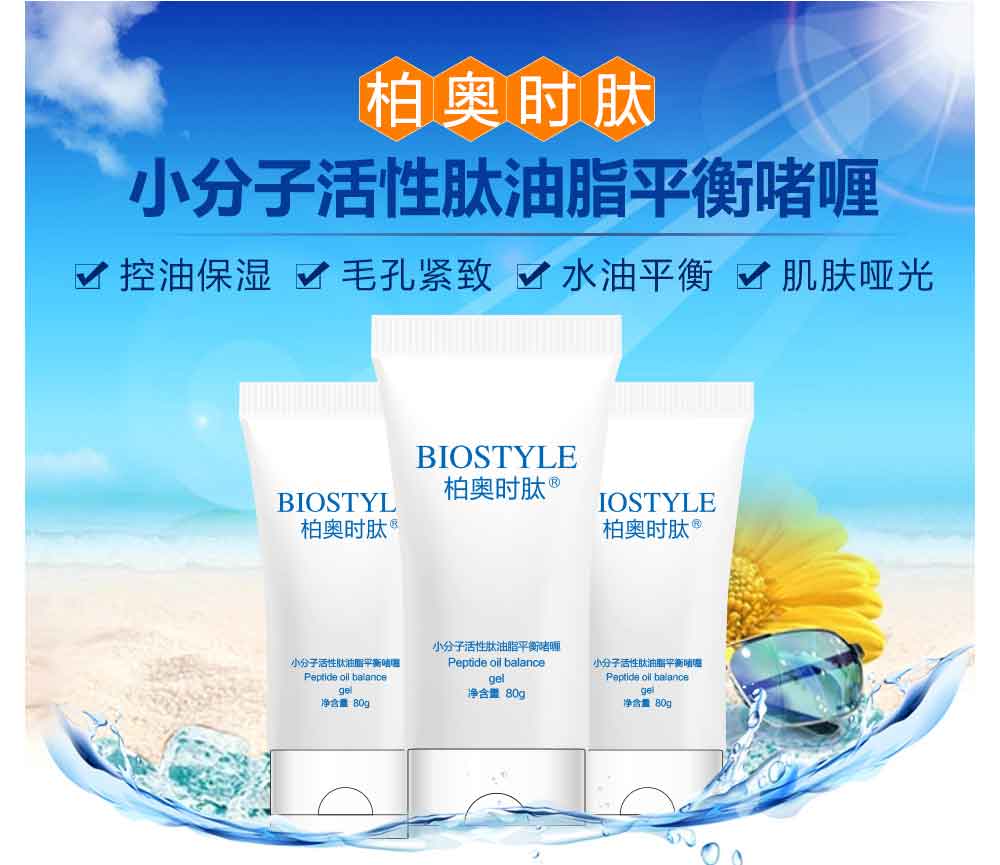 柏奥时肽
小分子活性肽油脂平衡啫喱
控油保湿 毛孔紧致 水油平衡 肌肤哑光
BIOSTYLE
柏奥时肽®
小分子活性肽油脂平衡啫喱
Peptide oil balance
gel
净含量 80g
BIOSTYL
柏奥时肽®
小分子活性肽油脂平衡啫喱
Peptide oil balance
gel
净含量 80g
IOSTYLE
柏奥时肽®
小分子活性肽油脂平衡啫喱
Peptide oil balance
gel
净含量 80g